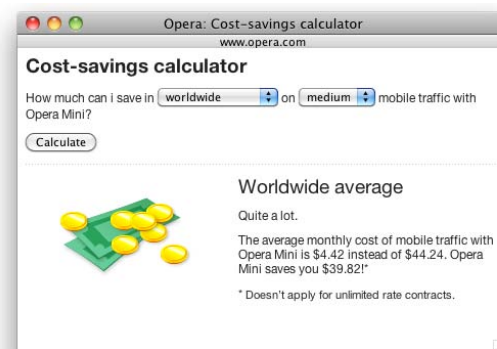 Opera: Cost-savings calculator
www.opera.com
Cost-savings calculator
How much can i save in worldwide on medium mobile traffic with
Opera Mini?
Calculate
Worldwide average
Quite a lot.
The average monthly cost of mobile traffic with
Opera Mini is $4.42 instead of $44.24. Opera
Mini saves you $39.82!*
* Doesn't apply for unlimited rate contracts.